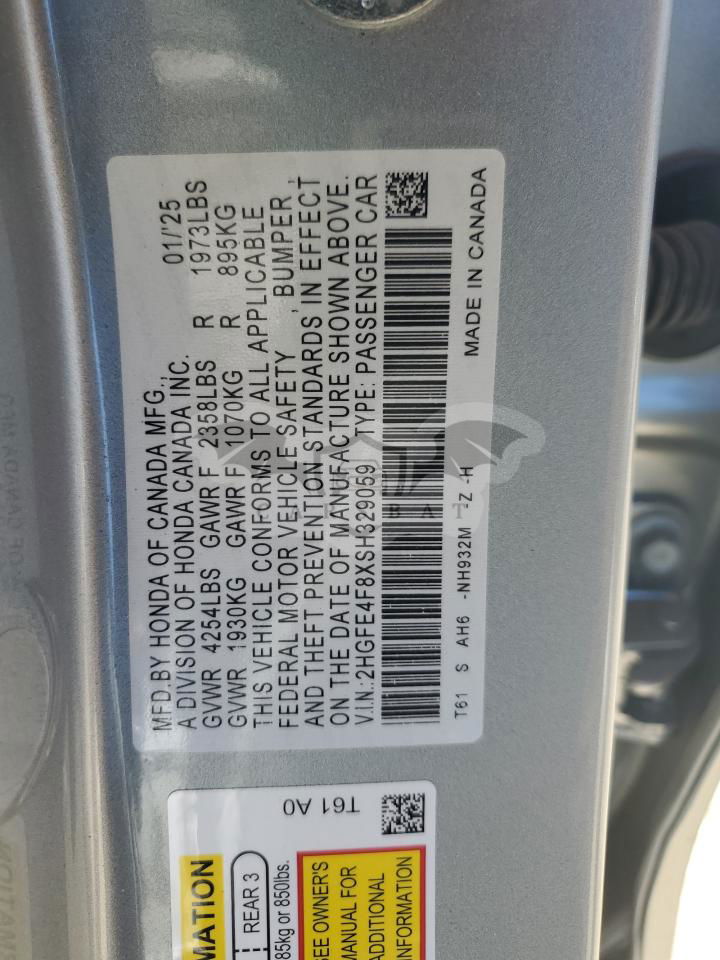 MFD.BY HONDA OF CANADA MFG., 01/'25
A DIVISION OF HONDA CANADA INC.
GVWR 4254LBS GAWR F 2358LBS R 1973LBS
GVWR 1930KG GAWR F 1070KG R 895KG
THIS VEHICLE CONFORMS TO ALL APPLICABLE
FEDERAL MOTOR VEHICLE SAFETY , BUMPER ,
AND THEFT PREVENTION STANDARDS IN EFFECT
ON THE DATE OF MANUFACTURE SHOWN ABOVE.
V.I.N.:2HGFE4F8XSH329059 TYPE: PASSENGER CAR
T61 S AH6 -NH932M -Z -H MADE IN CANADA
T61 A0
REAR 3
85kg or 850lbs.
SEE OWNER'S
MANUAL FOR
ADDITIONAL
INFORMATION